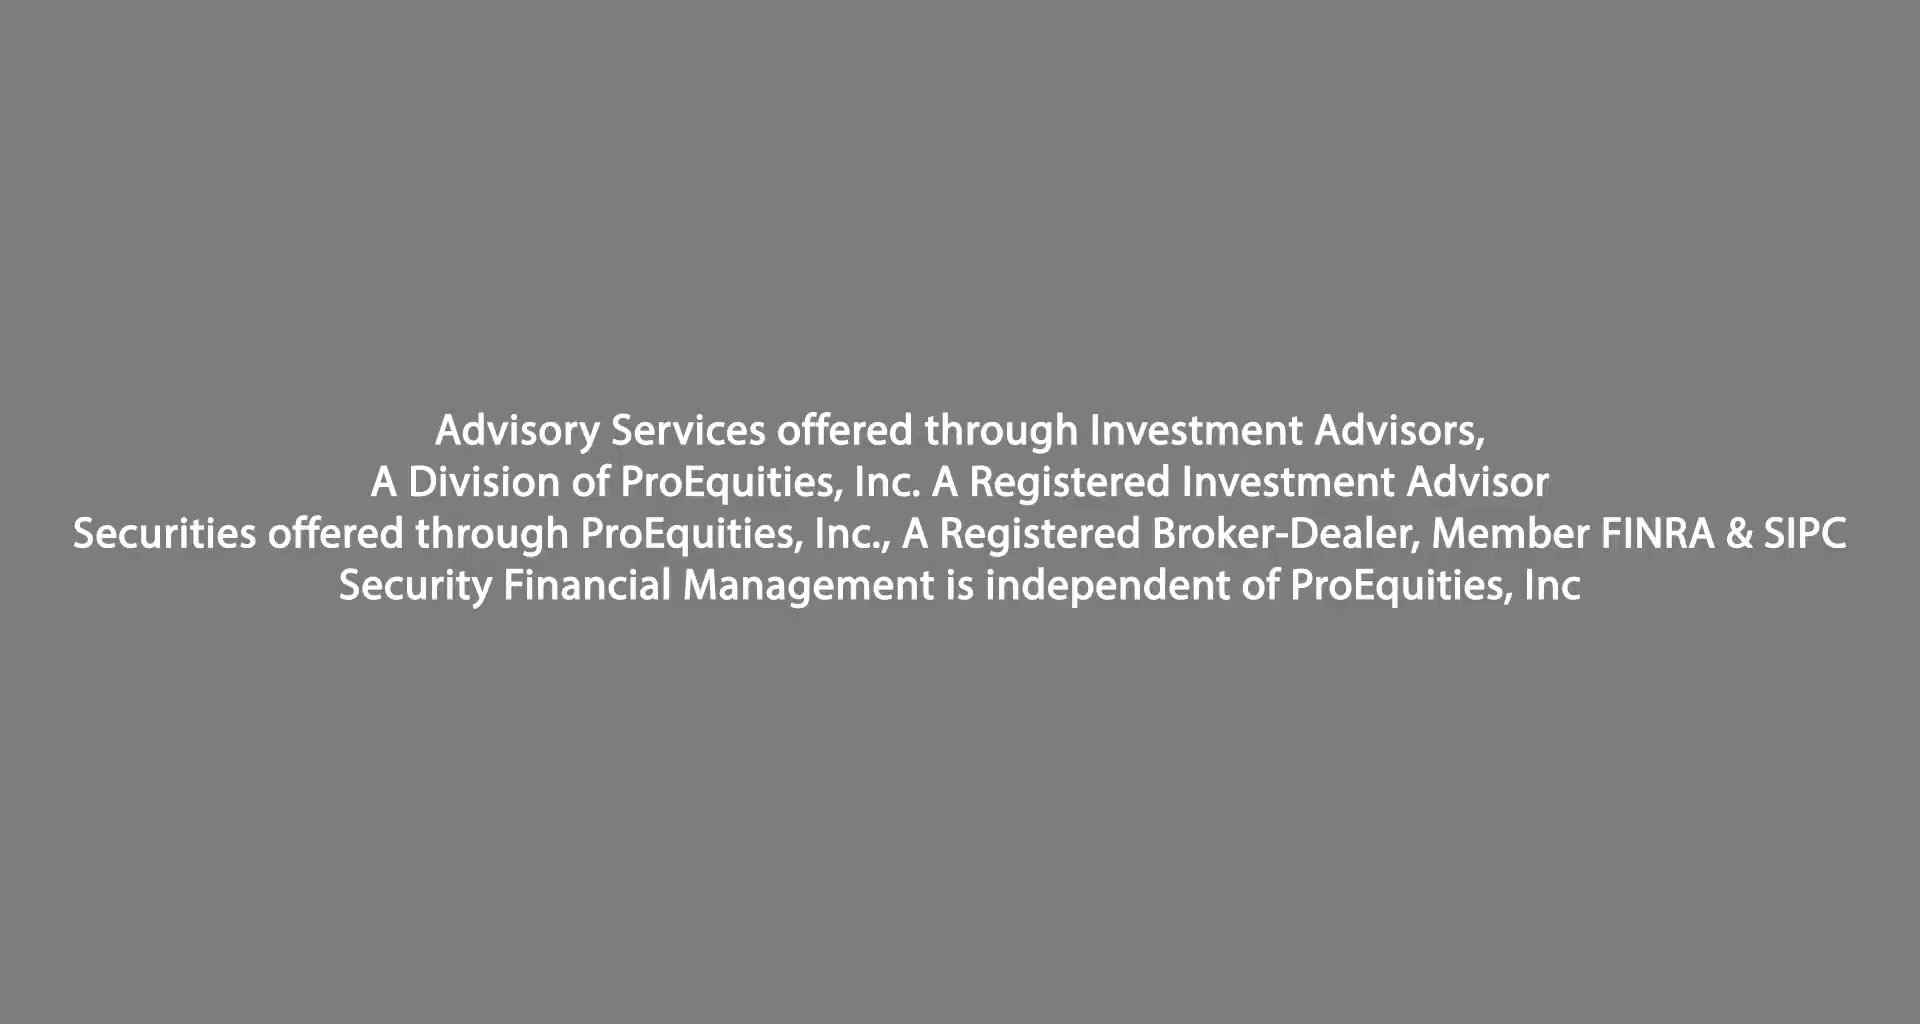 Advisory Services offered through Investment Advisors,
A Division of ProEquities, Inc. A Registered Investment Advisor
Securities offered through ProEquities, Inc., A Registered Broker-Dealer, Member FINRA & SIPC
Security Financial Management is independent of ProEquities, Inc